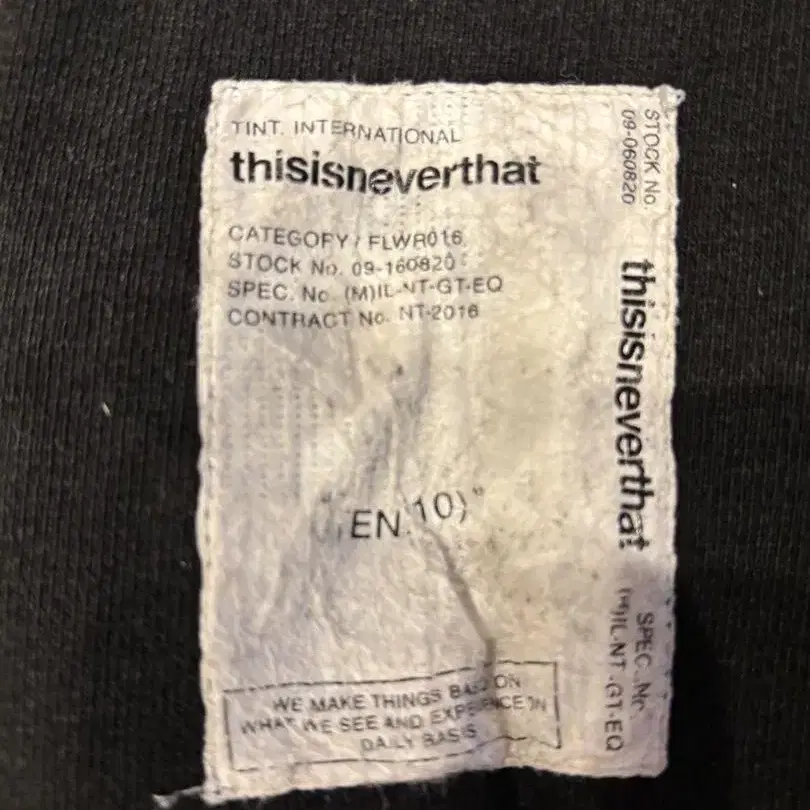 TINT. INTERNATIONAL
thisisneverthat
CATEGORY / FLWR016
STOCK No. 09-160820
SPEC. No. (M)IL-NT-GT-EQ
CONTRACT No. NT-2016
EN.10)"
WE MAKE THINGS BASED ON
WHAT WE SEE AND EXPERIENCE IN
DAILY BASIS
STOCK No.
09-060820
thisisneverthat
SPEC. Nr.
(M)IL-NT-GT-EQ